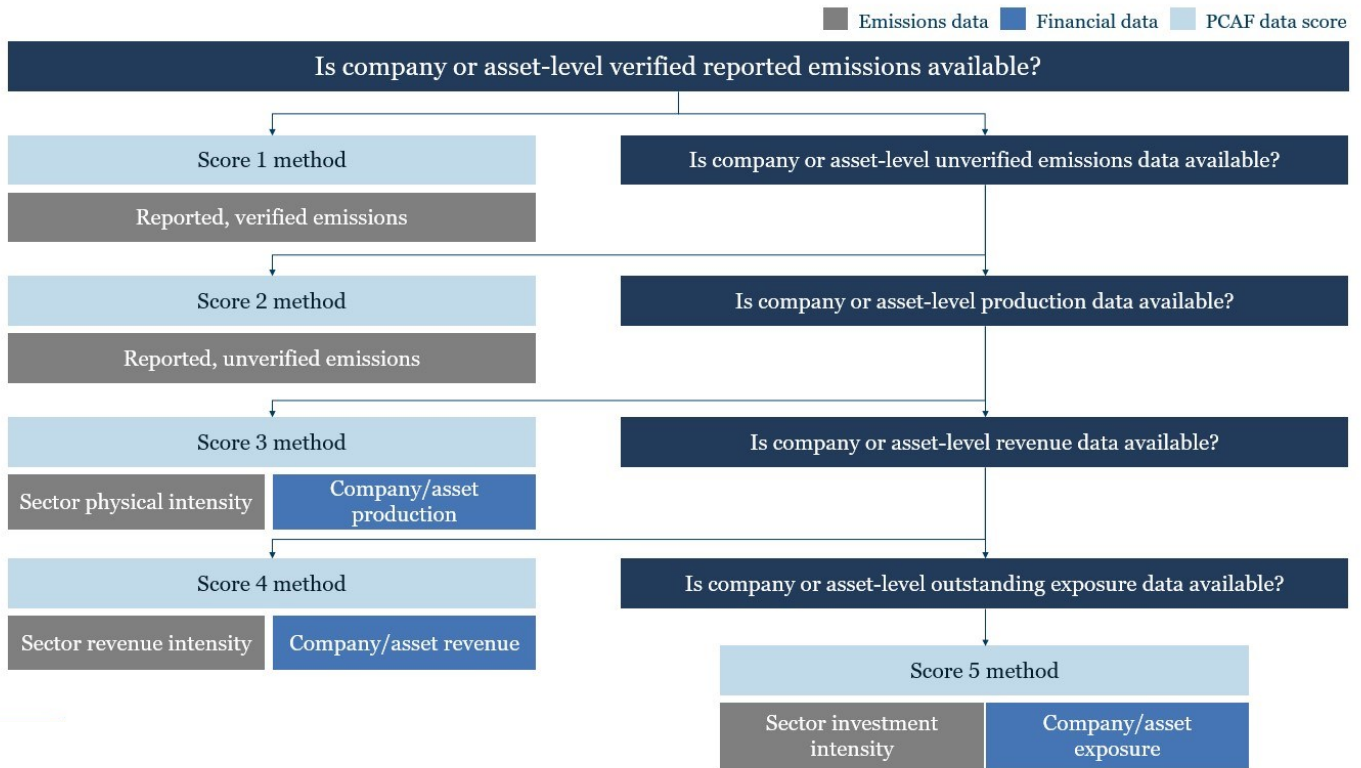 Emissions data Financial data PCAF data score
Is company or asset-level verified reported emissions available?
Score 1 method
Is company or asset-level unverified emissions data available?
Reported, verified emissions
Score 2 method
Is company or asset-level production data available?
Reported, unverified emissions
Score 3 method
Is company or asset-level revenue data available?
Sector physical intensity
Company/asset
production
Score 4 method
Is company or asset-level outstanding exposure data available?
Sector revenue intensity
Company/asset revenue
Score 5 method
Sector investment
intensity
Company/asset
exposure